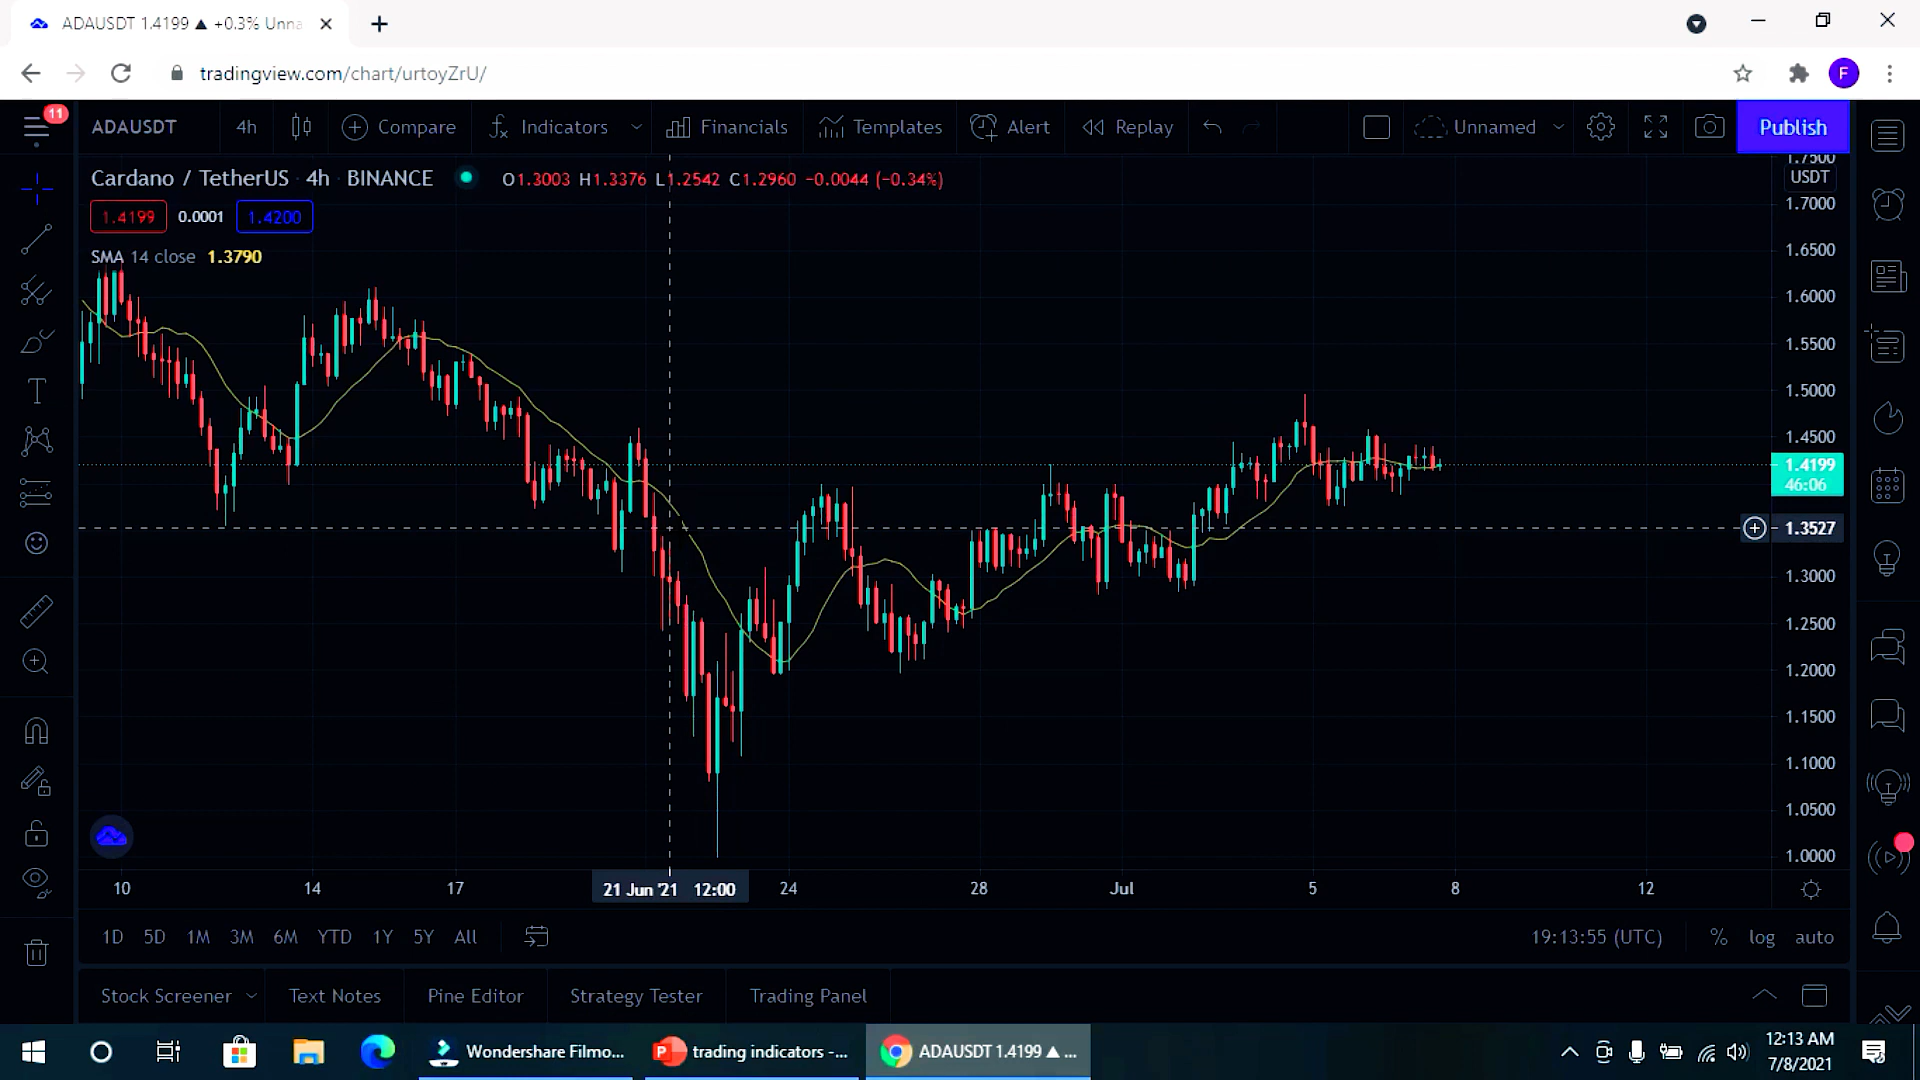 ADAUSDT 1.4199 ▲ +0.3% Unna
tradingview.com/chart/urtoyZrU/
11
ADAUSDT 4h Compare Indicators Financials Templates Alert Replay Unnamed Publish
Cardano / TetherUS · 4h · BINANCE O1.3003 H1.3376 L1.2542 C1.2960 −0.0044 (−0.34%)
1.4199 0.0001 1.4200
SMA 14 close 1.3790
1.7500
USDT
1.7000
1.6500
1.6000
1.5500
1.5000
1.4500
1.4199
46:06
1.3527
1.3000
1.2500
1.2000
1.1500
1.1000
1.0500
1.0000
10 14 17 21 Jun '21 12:00 24 28 Jul 5 8 12
1D 5D 1M 3M 6M YTD 1Y 5Y All 19:13:55 (UTC) % log auto
Stock Screener Text Notes Pine Editor Strategy Tester Trading Panel
Wondershare Filmo... trading indicators -... ADAUSDT 1.4199 ▲ ...
12:13 AM
7/8/2021
F